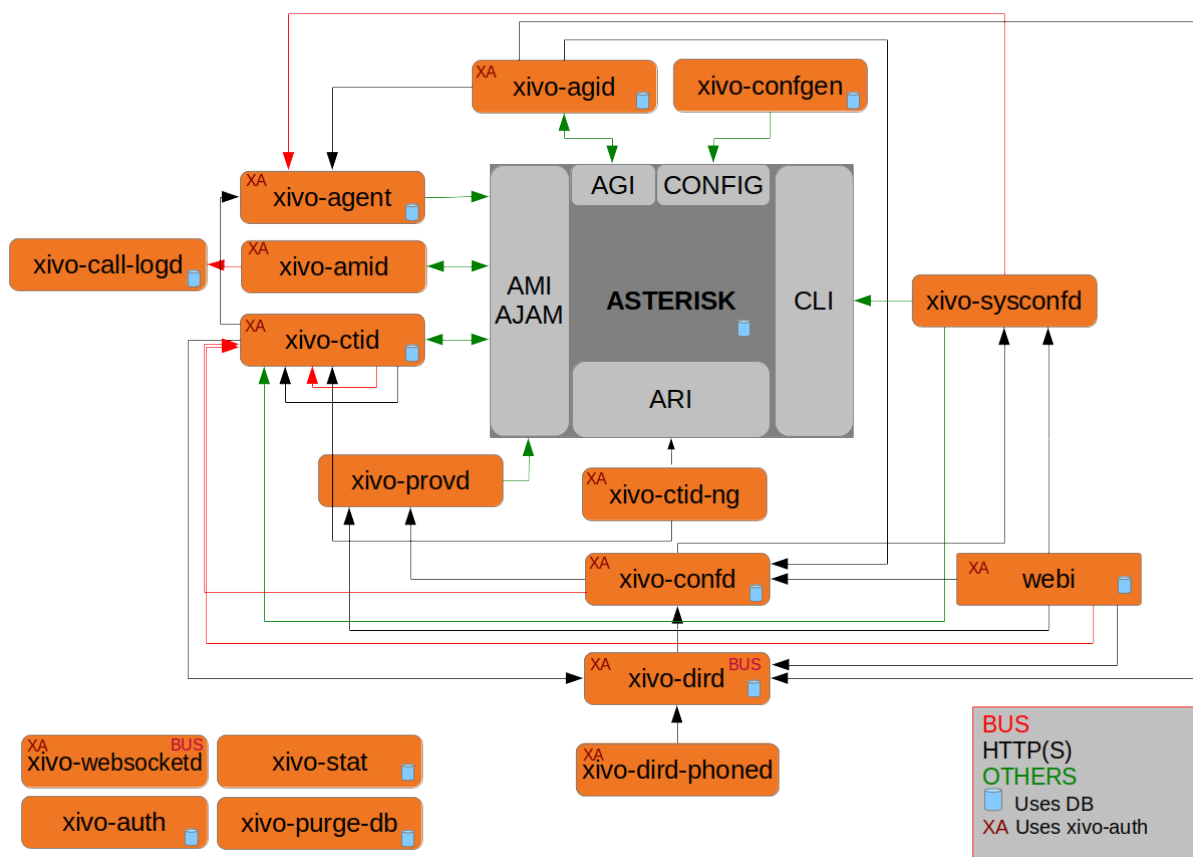 XA
xivo-agid
xivo-confgen
XA
xivo-agent
AGI
CONFIG
xivo-call-logd
XA
xivo-amid
AMI
AJAM
ASTERISK
CLI
xivo-sysconfd
XA
xivo-ctid
ARI
xivo-provd
XA
xivo-ctid-ng
XA
xivo-confd
XA
webi
XA
BUS
xivo-dird
XA
xivo-dird-phoned
XA
BUS
xivo-websocketd
xivo-stat
xivo-auth
xivo-purge-db
BUS
HTTP(S)
OTHERS
Uses DB
XA Uses xivo-auth